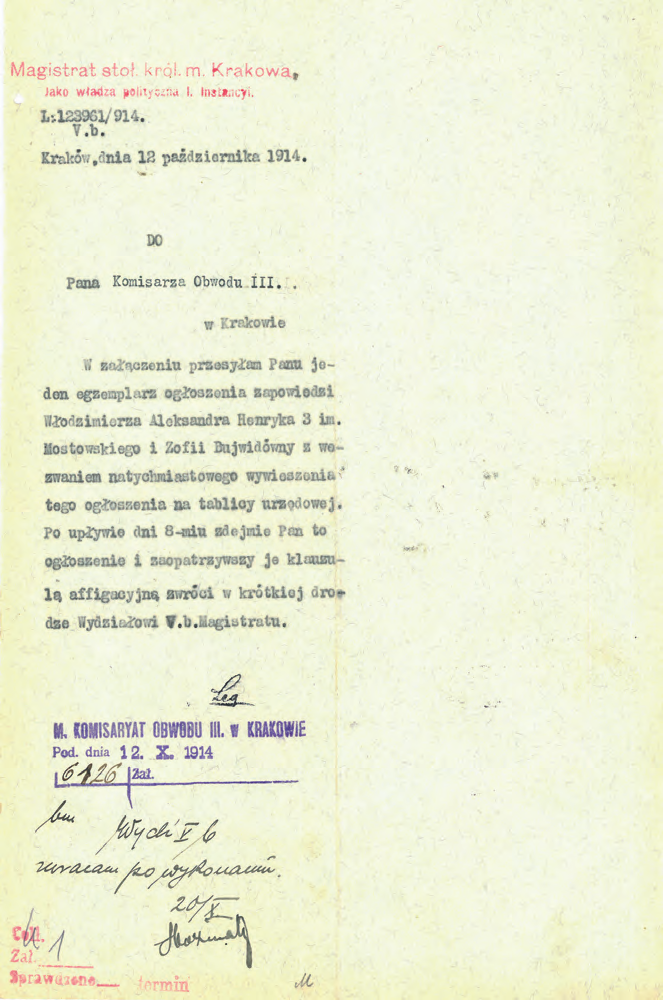 Magistrat stoł. król. m. Krakowa,
Jako władza polityczna I. Instancyi.
L:123961/914.
V.b.
Kraków,dnia 12 października 1914.
DO
Pana Komisarza Obwodu III.
w Krakowie
W załączeniu przesyłam Panu je-
den egzemplarz ogłoszenia zapowiedzi
Włodzimierza Aleksandra Henryka 3 im.
Mostowskiego i Zofii Bujwidówny z we-
zwaniem natychmiastowego wywieszenia
tego ogłoszenia na tablicy urzędowej.
Po upływie dni 8-miu zdejmie Pan to
ogłoszenie i zaopatrzywszy je klauzu-
lą affigacyjną zwróci w krótkiej dro-
dze Wydziałowi V.b.Magistratu.
Leg
M. KOMISARYAT OBWODU III. w KRAKOWIE
Pod. dnia 12. X. 1914
6126 Zał.
Wydz V b
zwracam po wykonaniu.
20/X
Coll.
Zał. 1
Sprawdzono
termin